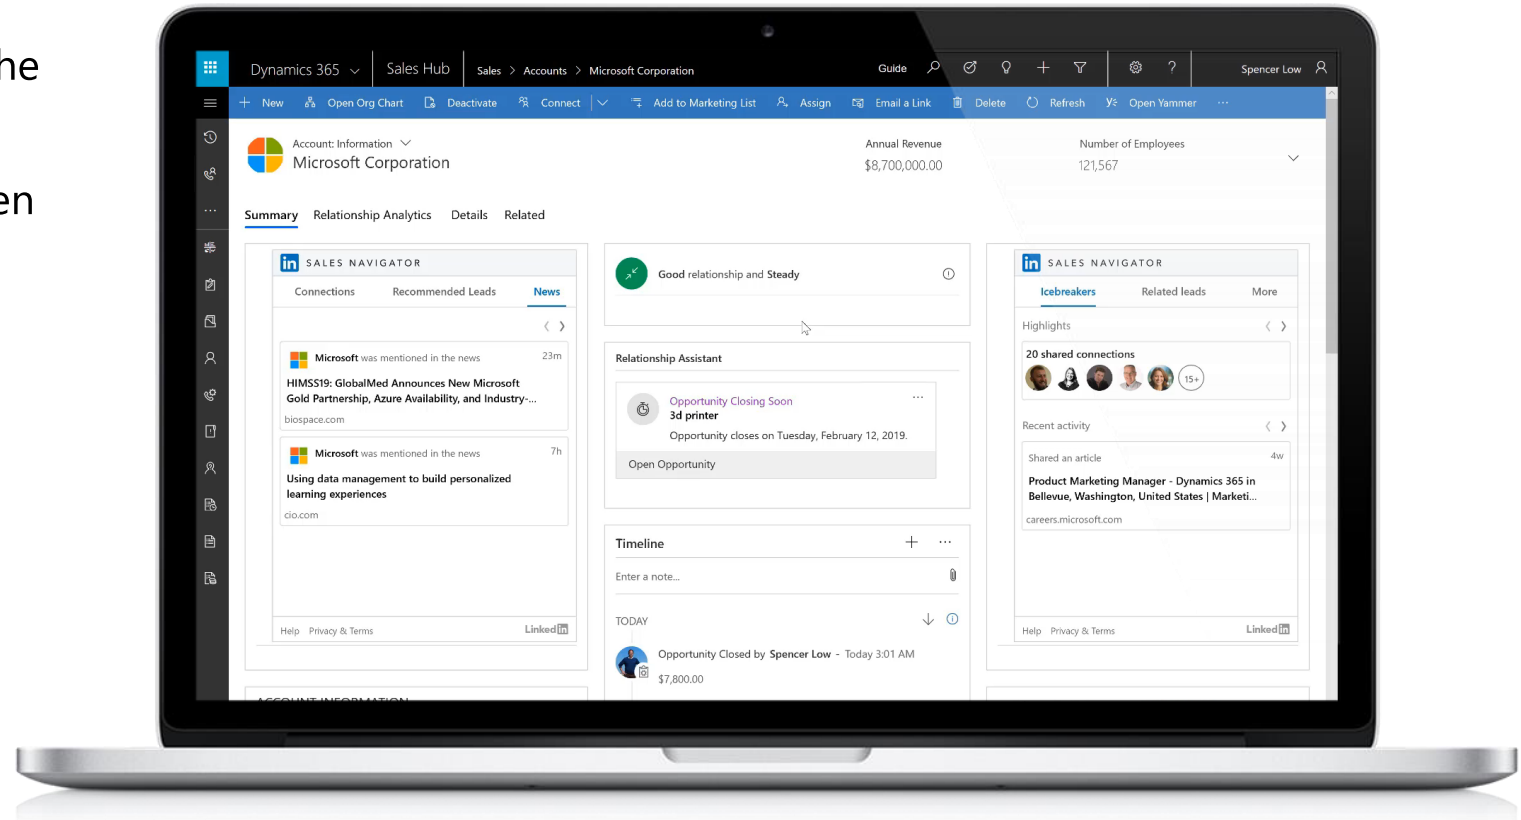 he
en
Dynamics 365
Sales Hub
Sales > Accounts > Microsoft Corporation
Guide
Spencer Low
New
Open Org Chart
Deactivate
Connect
Add to Marketing List
Assign
Email a Link
Delete
Refresh
Open Yammer
Account: Information
Microsoft Corporation
Annual Revenue
$8,700,000.00
Number of Employees
121,567
Summary
Relationship Analytics
Details
Related
in SALES NAVIGATOR
Connections
Recommended Leads
News
Microsoft was mentioned in the news
23m
HIMSS19: GlobalMed Announces New Microsoft
Gold Partnership, Azure Availability, and Industry-...
biospace.com
Microsoft was mentioned in the news
7h
Using data management to build personalized
learning experiences
cio.com
Help
Privacy & Terms
Linked in
ACCOUNT INFORMATION
Good relationship and Steady
Relationship Assistant
Opportunity Closing Soon
3d printer
Opportunity closes on Tuesday, February 12, 2019.
Open Opportunity
Timeline
Enter a note...
TODAY
Opportunity Closed by Spencer Low - Today 3:01 AM
$7,800.00
in SALES NAVIGATOR
Icebreakers
Related leads
More
Highlights
20 shared connections
15+
Recent activity
Shared an article
4w
Product Marketing Manager - Dynamics 365 in
Bellevue, Washington, United States | Marketi...
careers.microsoft.com
Help
Privacy & Terms
Linked in